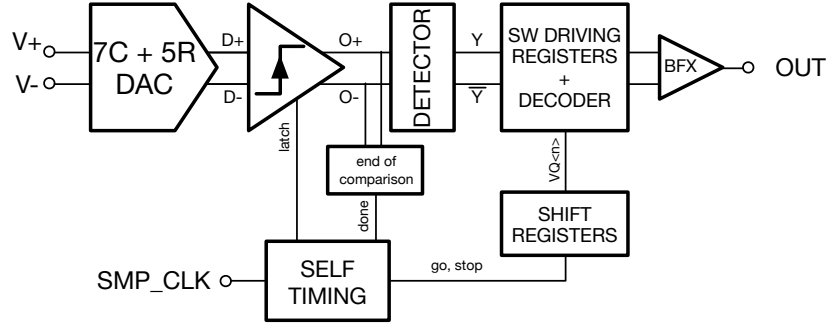 V+
V-
7C + 5R
DAC
D+
D-
O+
O-
DETECTOR
Y
Y
SW DRIVING
REGISTERS
+
DECODER
BFX
OUT
latch
end of
comparison
done
VQ<n>
SHIFT
REGISTERS
SMP_CLK
SELF
TIMING
go, stop